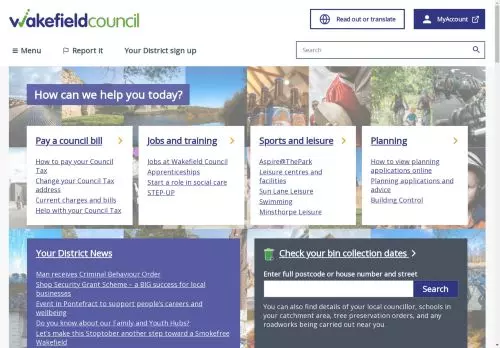 wakefieldcouncil
Read out or translate
MyAccount
Menu
Report it
Your District sign up
Search
How can we help you today?
Pay a council bill
How to pay your Council
Tax
Change your Council Tax
address
Current charges and bills
Help with your Council Tax
Jobs and training
Jobs at Wakefield Council
Apprenticeships
Start a role in social care
STEP-UP
Sports and leisure
Aspire@ThePark
Leisure centres and
facilities
Sun Lane Leisure
Swimming
Minsthorpe Leisure
Planning
How to view planning
applications online
Planning applications and
advice
Building Control
Your District News
Man receives Criminal Behaviour Order
Shop Security Grant Scheme – a BIG success for local
businesses
Event in Pontefract to support people's careers and
wellbeing
Do you know about our Family and Youth Hubs?
Let's make this Stoptober another step toward a Smokefree
Wakefield
Check your bin collection dates
Enter full postcode or house number and street
Search
You can also find details of your local councillor, schools in
your catchment area, tree preservation orders, and any
roadworks being carried out near you.